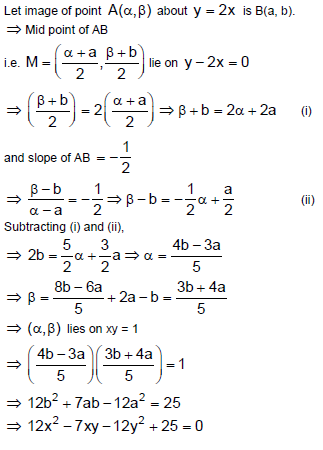 Let image of point A(α,β) about y = 2x is B(a, b).
⇒ Mid point of AB
i.e. M = ((α + a)/2, (β + b)/2) lie on y − 2x = 0
⇒ ((β + b)/2) = 2((α + a)/2) ⇒ β + b = 2α + 2a (i)
and slope of AB = −1/2
⇒ (β − b)/(α − a) = −1/2 ⇒ β − b = −1/2 α + a/2 (ii)
Subtracting (i) and (ii),
⇒ 2b = 5/2 α + 3/2 a ⇒ α = (4b − 3a)/5
⇒ β = (8b − 6a)/5 + 2a − b = (3b + 4a)/5
⇒ (α,β) lies on xy = 1
⇒ ((4b − 3a)/5)((3b + 4a)/5) = 1
⇒ 12b² + 7ab − 12a² = 25
⇒ 12x² − 7xy − 12y² + 25 = 0